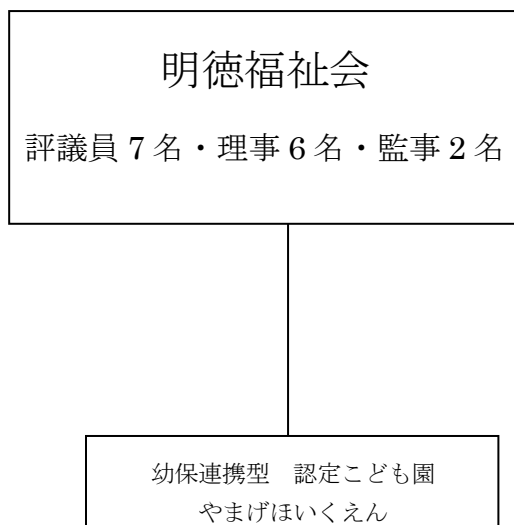 明徳福祉会
評議員 7 名・理事 6 名・監事 2 名
幼保連携型　認定こども園
やまげほいくえん